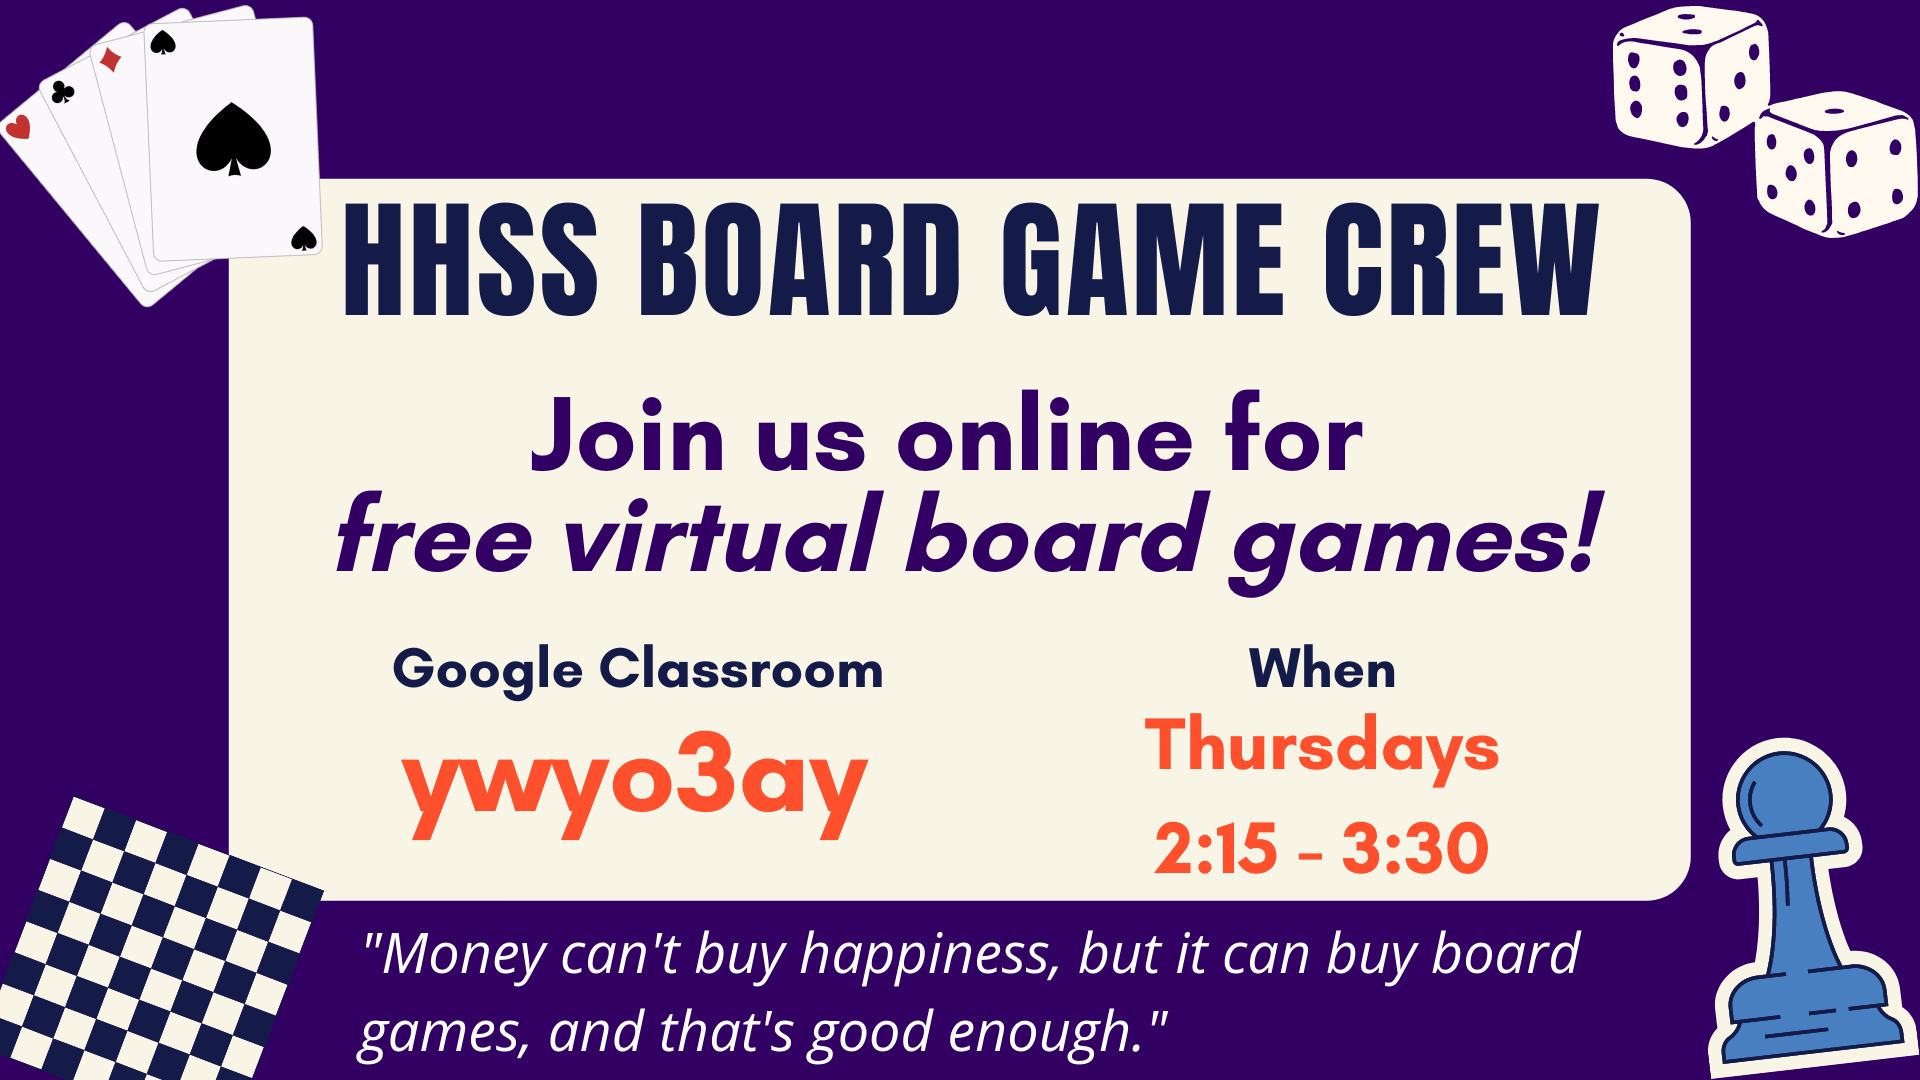 HHSS BOARD GAME CREW
Join us online for
free virtual board games!
Google Classroom
ywyo3ay
When
Thursdays
2:15 - 3:30
"Money can't buy happiness, but it can buy board
games, and that's good enough."